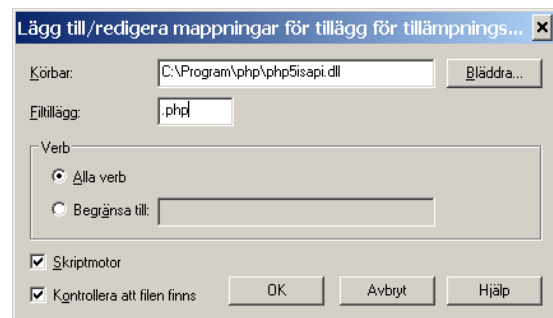 Lägg till/redigera mappningar för tillägg för tillämpnings...
Körbar: C:\Program\php\php5isapi.dll Bläddra...
Filtillägg: .php
Verb
Alla verb
Begränsa till:
Skriptmotor
Kontrollera att filen finns OK Avbryt Hjälp